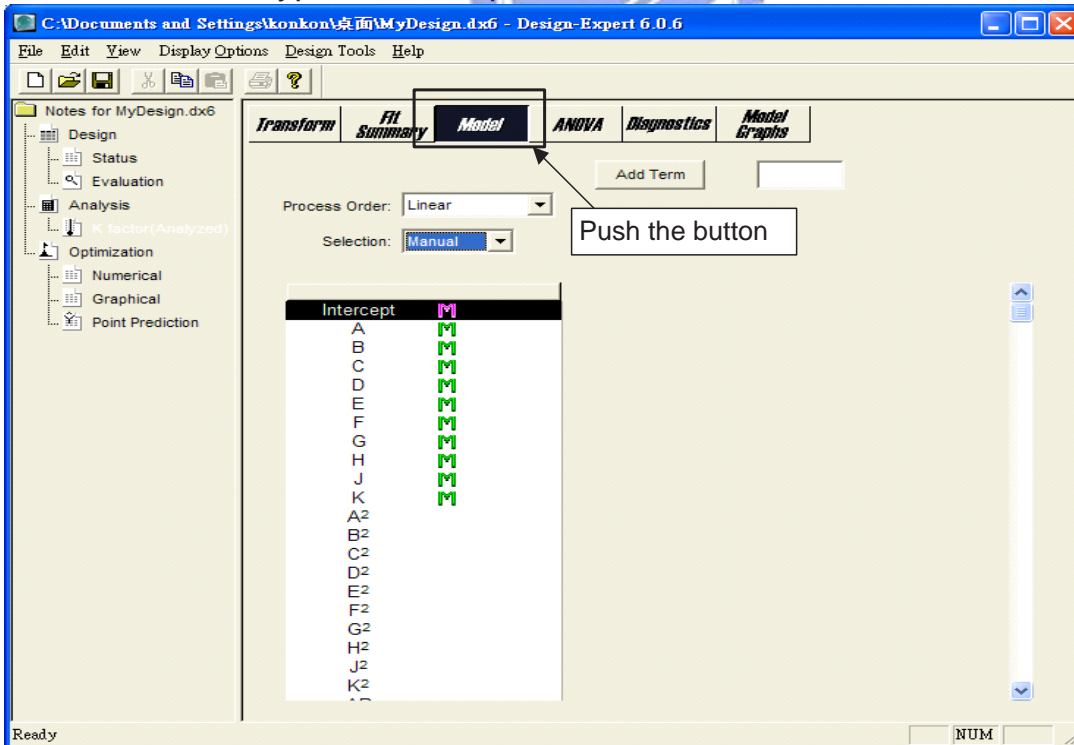 C:\Documents and Settings\konkon\桌面\MyDesign.dx6 - Design-Expert 6.0.6
File Edit View Display Options Design Tools Help
Notes for MyDesign.dx6
Design
Status
Evaluation
Analysis
K factor(Analyzed)
Optimization
Numerical
Graphical
Point Prediction
Transform Fit Summary Model ANOVA Diagnostics Model Graphs
Add Term
Process Order: Linear
Push the button
Selection: Manual
Intercept M
A M
B M
C M
D M
E M
F M
G M
H M
J M
K M
A²
B²
C²
D²
E²
F²
G²
H²
J²
K²
Ready NUM